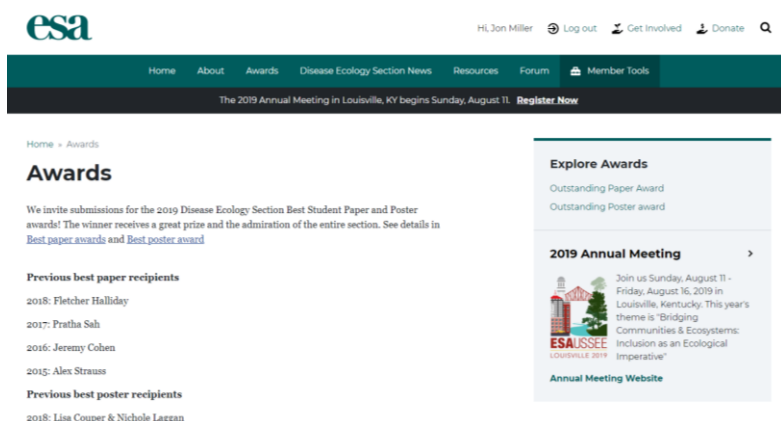 esa
Hi, Jon Miller Log out Get Involved Donate
Home About Awards Disease Ecology Section News Resources Forum Member Tools
The 2019 Annual Meeting in Louisville, KY begins Sunday, August 11. Register Now
Home » Awards
Awards
We invite submissions for the 2019 Disease Ecology Section Best Student Paper and Poster
awards! The winner receives a great prize and the admiration of the entire section. See details in
Best paper awards and Best poster award
Previous best paper recipients
2018: Fletcher Halliday
2017: Pratha Sah
2016: Jeremy Cohen
2015: Alex Strauss
Previous best poster recipients
2018: Lisa Couper & Nichole Laggan
Explore Awards
Outstanding Paper Award
Outstanding Poster award
2019 Annual Meeting >
Join us Sunday, August 11 -
Friday, August 16, 2019 in
Louisville, Kentucky. This year's
theme is "Bridging
Communities & Ecosystems:
Inclusion as an Ecological
Imperative"
ESAUSSEE
LOUISVILLE 2019
Annual Meeting Website